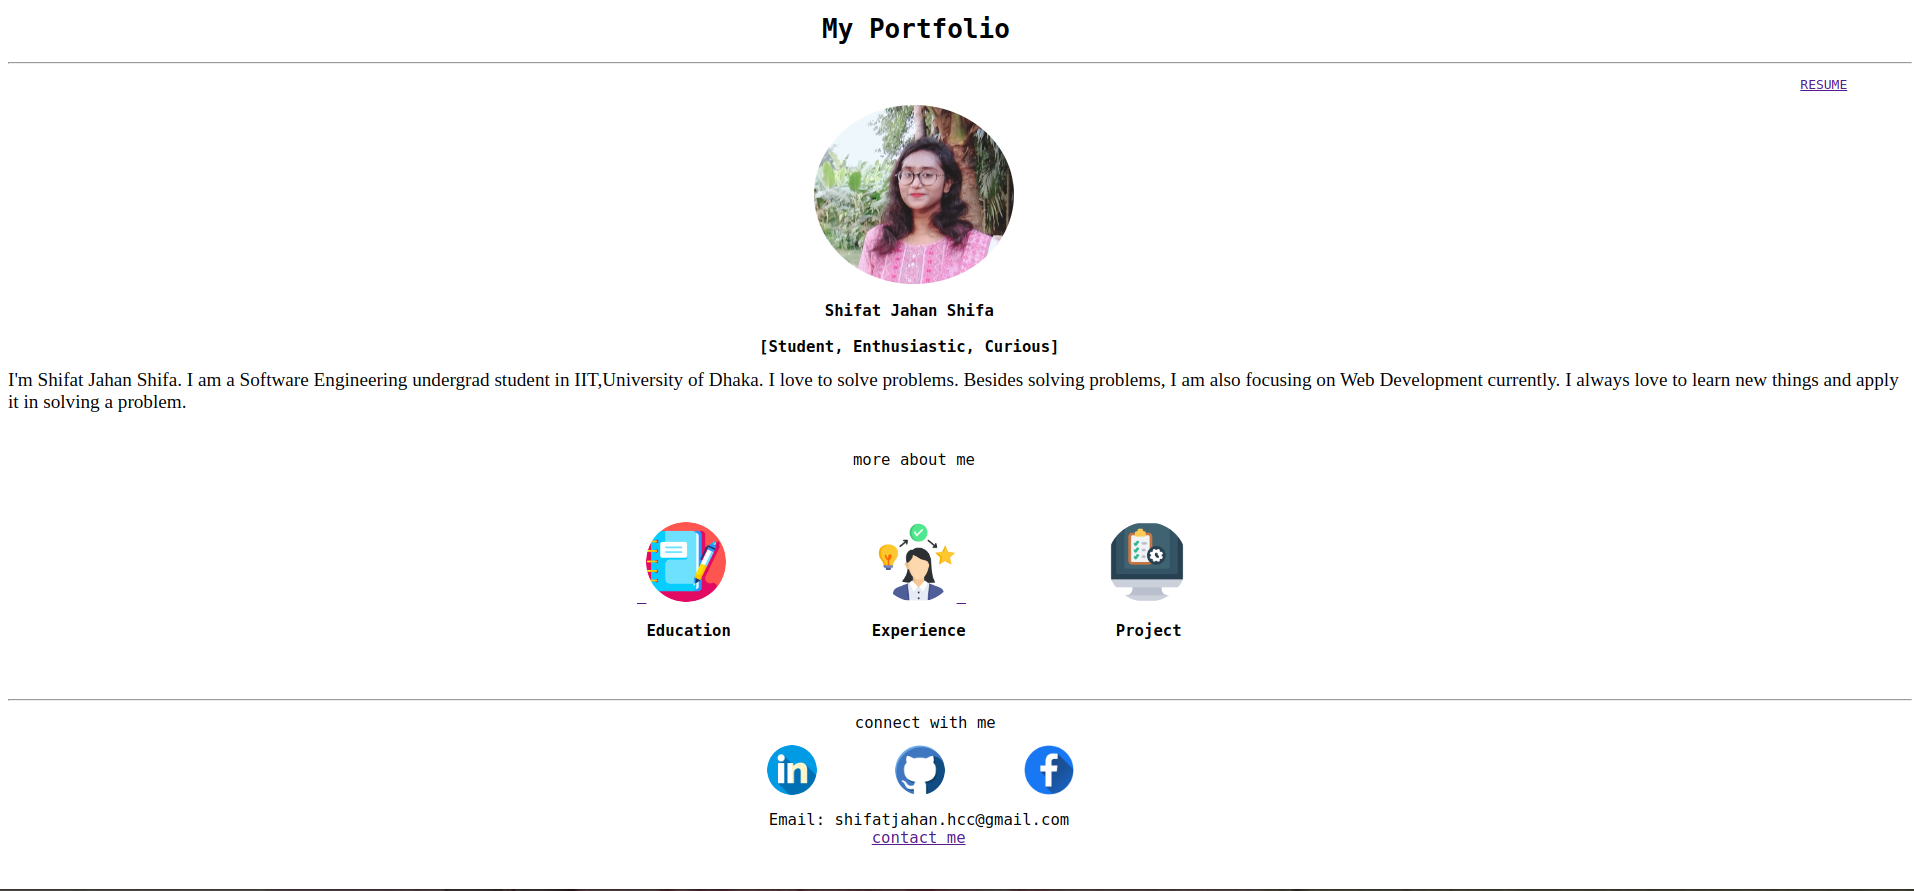 My Portfolio
RESUME
Shifat Jahan Shifa
[Student, Enthusiastic, Curious]
I'm Shifat Jahan Shifa. I am a Software Engineering undergrad student in IIT,University of Dhaka. I love to solve problems. Besides solving problems, I am also focusing on Web Development currently. I always love to learn new things and apply
it in solving a problem.
more about me
Education Experience Project
connect with me
in f
Email: shifatjahan.hcc@gmail.com
contact me